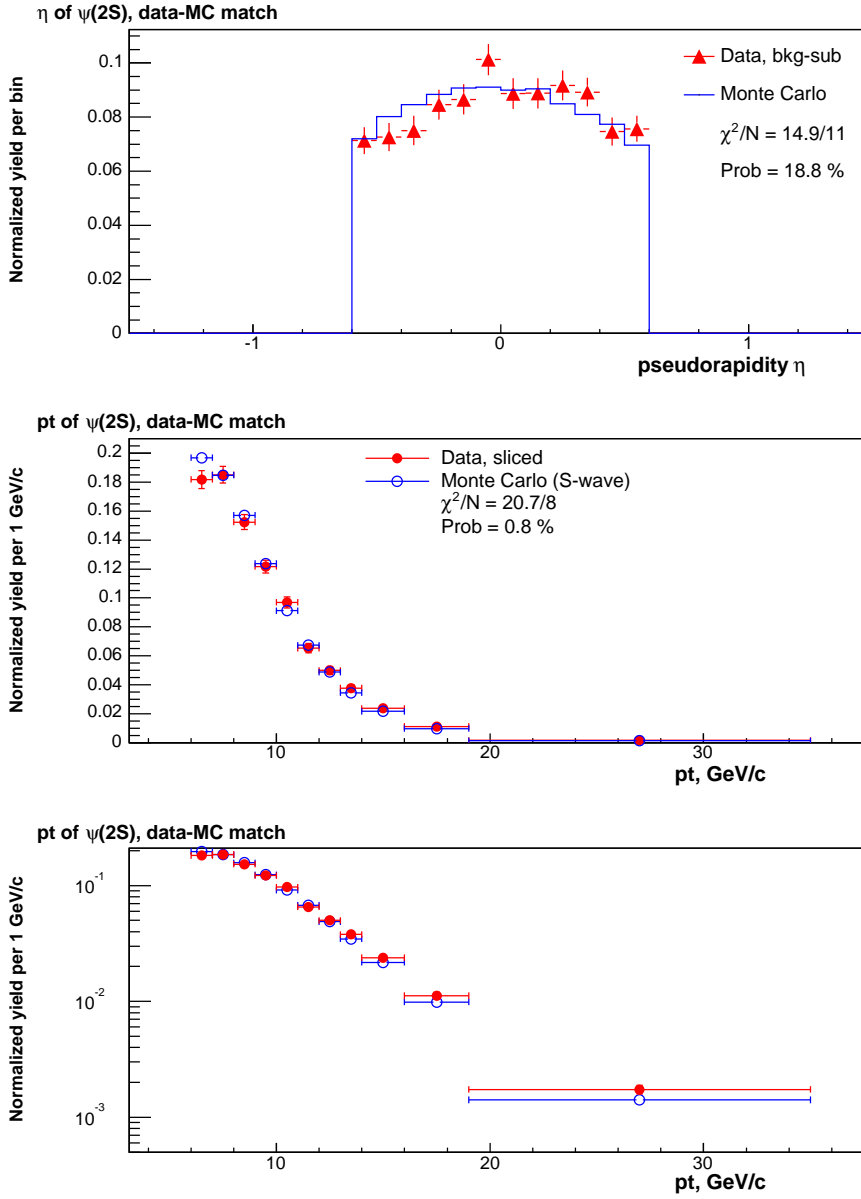 η of ψ(2S), data-MC match
Normalized yield per bin
0.1
0.08
0.06
0.04
0.02
0
-1
0
1
pseudorapidity η
Data, bkg-sub
Monte Carlo
χ²/N = 14.9/11
Prob = 18.8 %
pt of ψ(2S), data-MC match
Normalized yield per 1 GeV/c
0.2
0.18
0.16
0.14
0.12
0.1
0.08
0.06
0.04
0.02
0
10
20
30
pt, GeV/c
Data, sliced
Monte Carlo (S-wave)
χ²/N = 20.7/8
Prob = 0.8 %
pt of ψ(2S), data-MC match
Normalized yield per 1 GeV/c
10⁻¹
10⁻²
10⁻³
10
20
30
pt, GeV/c